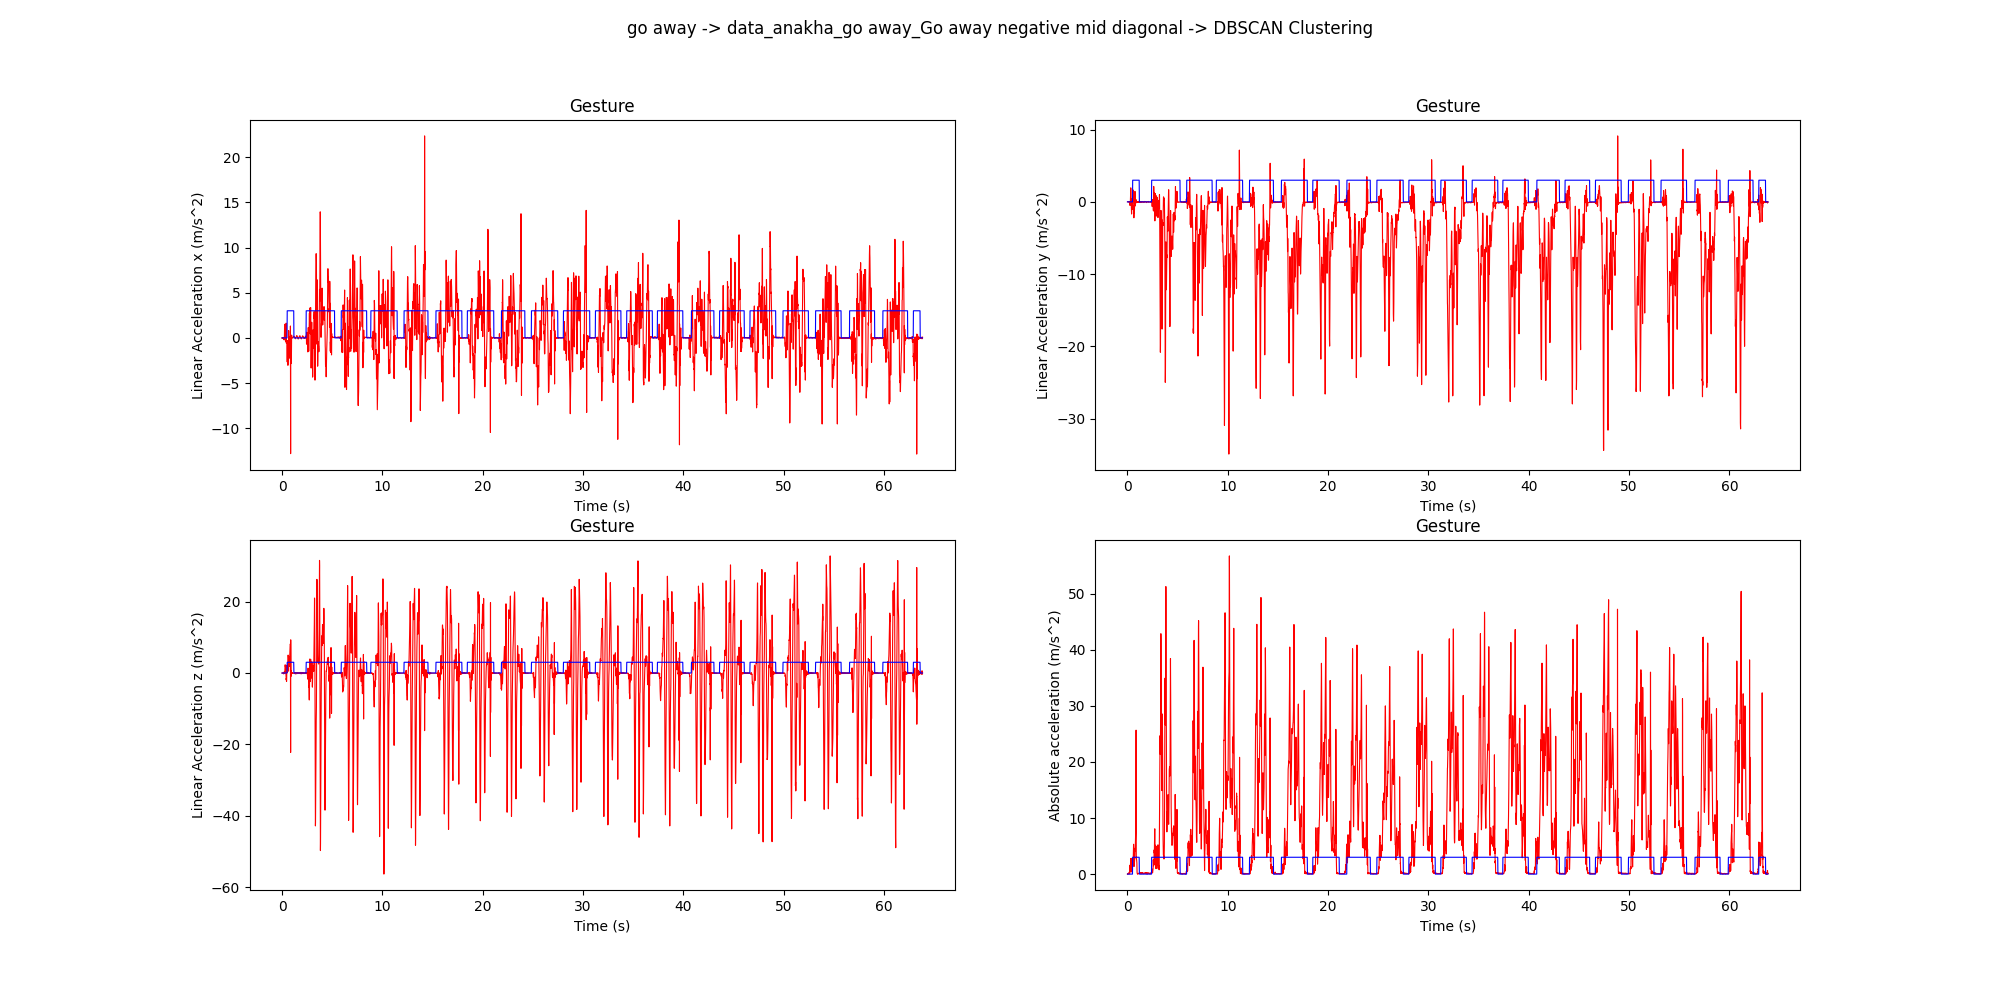 go away -> data_anakha_go away_Go away negative mid diagonal -> DBSCAN Clustering
Gesture
Linear Acceleration x (m/s^2)
20
15
10
5
0
−5
−10
0 10 20 30 40 50 60
Time (s)
Gesture
Linear Acceleration y (m/s^2)
10
0
−10
−20
−30
0 10 20 30 40 50 60
Time (s)
Gesture
Linear Acceleration z (m/s^2)
20
0
−20
−40
−60
0 10 20 30 40 50 60
Time (s)
Gesture
Absolute acceleration (m/s^2)
50
40
30
20
10
0
0 10 20 30 40 50 60
Time (s)